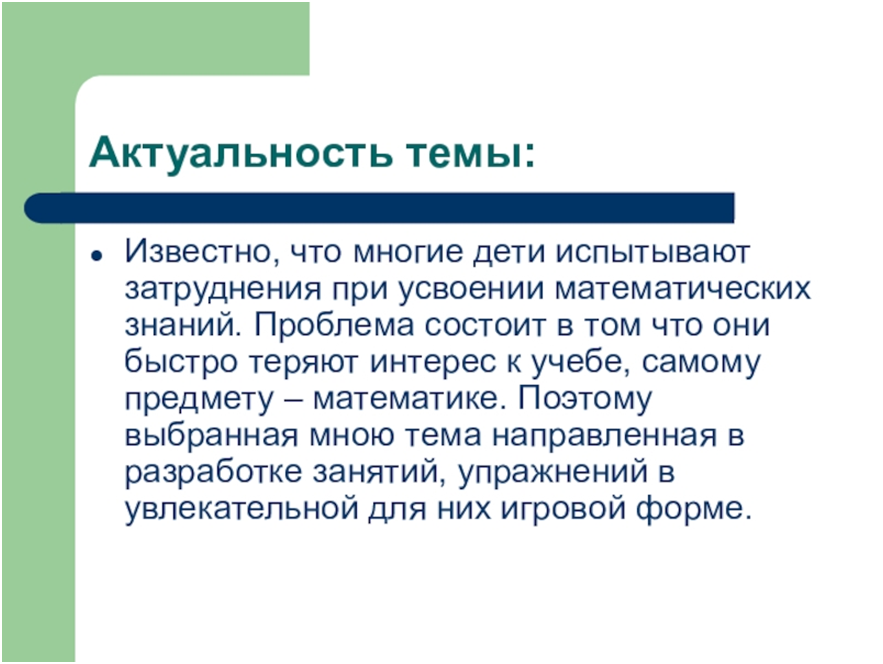 Актуальность темы:
Известно, что многие дети испытывают
затруднения при усвоении математических
знаний. Проблема состоит в том что они
быстро теряют интерес к учебе, самому
предмету – математике. Поэтому
выбранная мною тема направленная в
разработке занятий, упражнений в
увлекательной для них игровой форме.